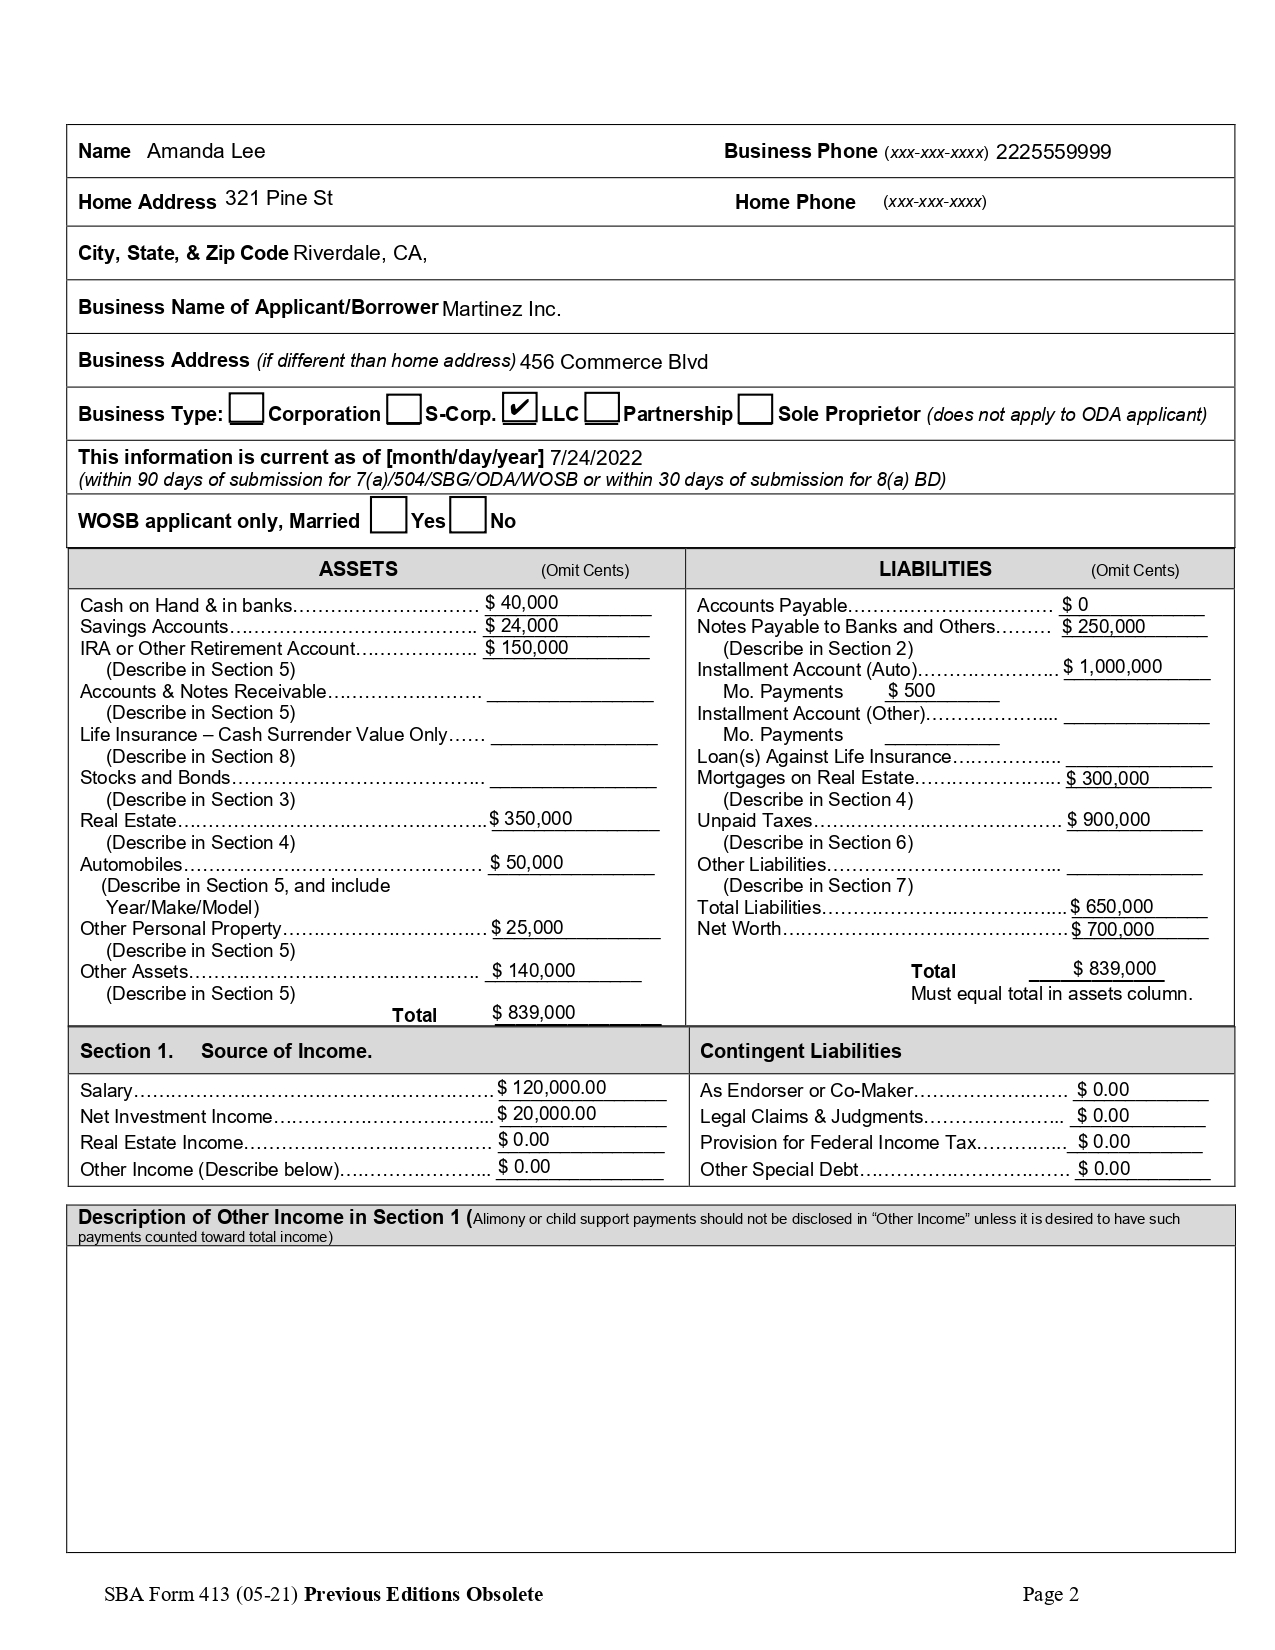 Name Amanda Lee Business Phone (xxx-xxx-xxxx) 2225559999
Home Address 321 Pine St Home Phone (xxx-xxx-xxxx)
City, State, & Zip Code Riverdale, CA,
Business Name of Applicant/Borrower Martinez Inc.
Business Address (if different than home address) 456 Commerce Blvd
Business Type: Corporation S-Corp. ✔ LLC Partnership Sole Proprietor (does not apply to ODA applicant)
This information is current as of [month/day/year] 7/24/2022
(within 90 days of submission for 7(a)/504/SBG/ODA/WOSB or within 30 days of submission for 8(a) BD)
WOSB applicant only, Married Yes No
ASSETS (Omit Cents) LIABILITIES (Omit Cents)
Cash on Hand & in banks $ 40,000
Savings Accounts $ 24,000
IRA or Other Retirement Account $ 150,000
(Describe in Section 5)
Accounts & Notes Receivable
(Describe in Section 5)
Life Insurance – Cash Surrender Value Only
(Describe in Section 8)
Stocks and Bonds
(Describe in Section 3)
Real Estate $ 350,000
(Describe in Section 4)
Automobiles $ 50,000
(Describe in Section 5, and include
Year/Make/Model)
Other Personal Property $ 25,000
(Describe in Section 5)
Other Assets $ 140,000
(Describe in Section 5)
Total $ 839,000
Accounts Payable $ 0
Notes Payable to Banks and Others $ 250,000
(Describe in Section 2)
Installment Account (Auto) $ 1,000,000
Mo. Payments $ 500
Installment Account (Other)
Mo. Payments
Loan(s) Against Life Insurance
Mortgages on Real Estate $ 300,000
(Describe in Section 4)
Unpaid Taxes $ 900,000
(Describe in Section 6)
Other Liabilities
(Describe in Section 7)
Total Liabilities $ 650,000
Net Worth $ 700,000
Total $ 839,000
Must equal total in assets column.
Section 1. Source of Income. Contingent Liabilities
Salary $ 120,000.00
Net Investment Income $ 20,000.00
Real Estate Income $ 0.00
Other Income (Describe below) $ 0.00
As Endorser or Co-Maker $ 0.00
Legal Claims & Judgments $ 0.00
Provision for Federal Income Tax $ 0.00
Other Special Debt $ 0.00
Description of Other Income in Section 1 (Alimony or child support payments should not be disclosed in “Other Income” unless it is desired to have such
payments counted toward total income)
SBA Form 413 (05-21) Previous Editions Obsolete Page 2